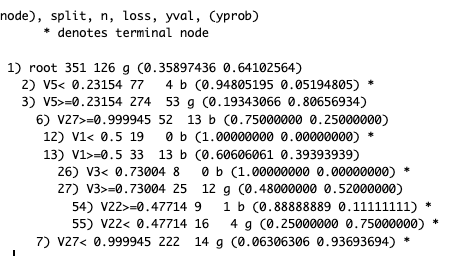 node), split, n, loss, yval, (yprob)
* denotes terminal node
1) root 351 126 g (0.35897436 0.64102564)
2) V5< 0.23154 77 4 b (0.94805195 0.05194805) *
3) V5>=0.23154 274 53 g (0.19343066 0.80656934)
6) V27>=0.999945 52 13 b (0.75000000 0.25000000)
12) V1< 0.5 19 0 b (1.00000000 0.00000000) *
13) V1>=0.5 33 13 b (0.60606061 0.39393939)
26) V3< 0.73004 8 0 b (1.00000000 0.00000000) *
27) V3>=0.73004 25 12 g (0.48000000 0.52000000)
54) V22>=0.47714 9 1 b (0.88888889 0.11111111) *
55) V22< 0.47714 16 4 g (0.25000000 0.75000000) *
7) V27< 0.999945 222 14 g (0.06306306 0.93693694) *